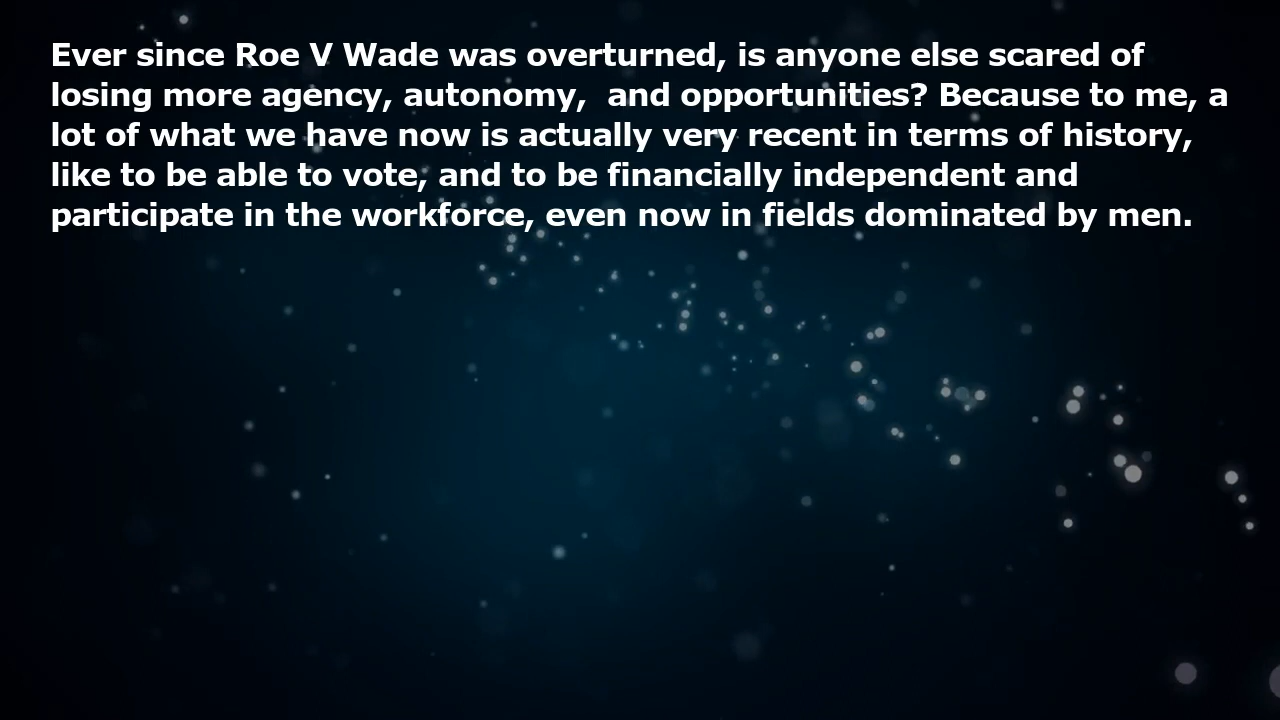 Ever since Roe V Wade was overturned, is anyone else scared of
losing more agency, autonomy,  and opportunities? Because to me, a
lot of what we have now is actually very recent in terms of history,
like to be able to vote, and to be financially independent and
participate in the workforce, even now in fields dominated by men.